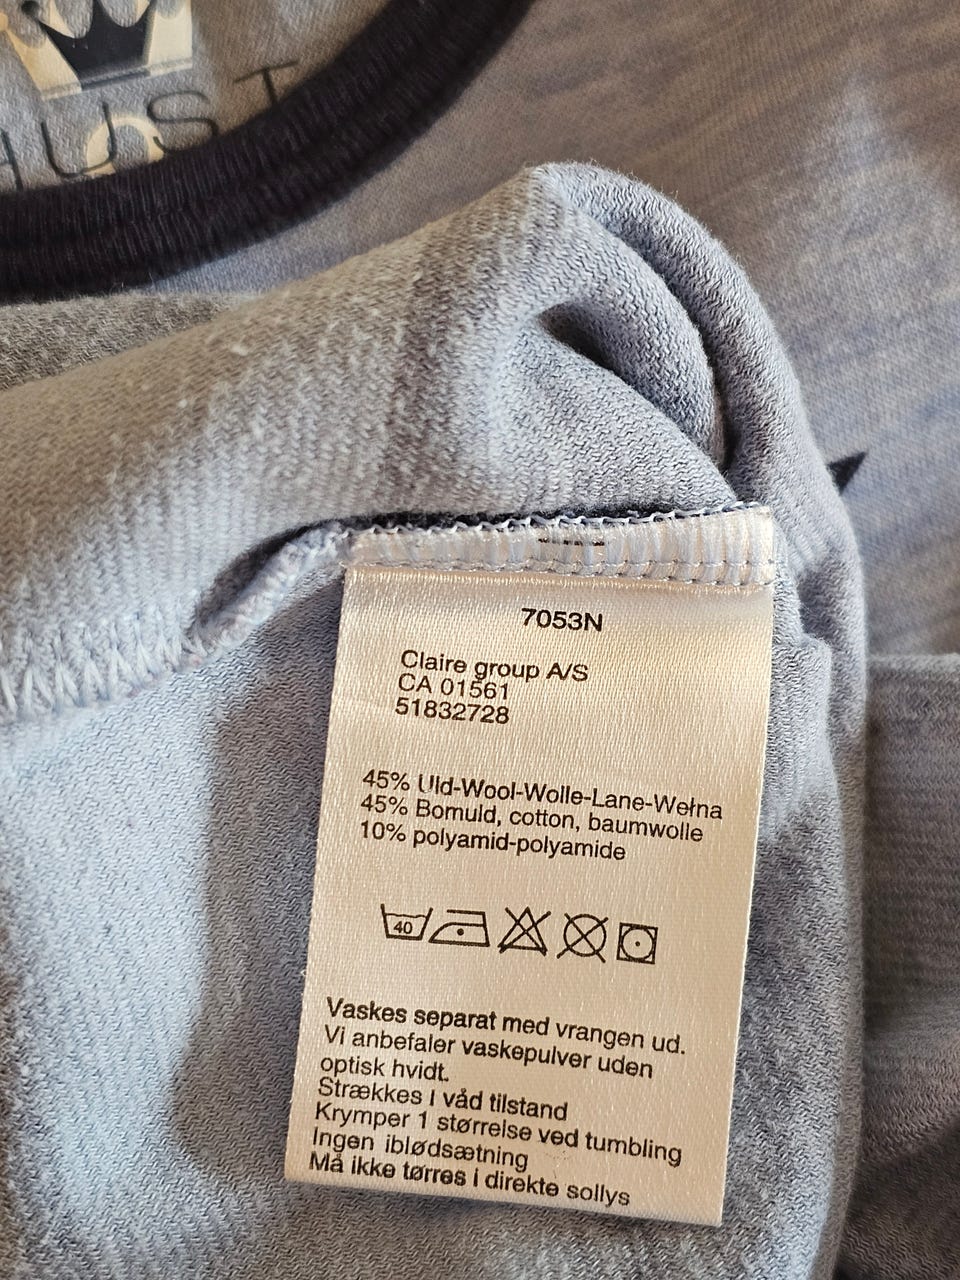 HUST
7053N
Claire group A/S
CA 01561
51832728
45% Uld-Wool-Wolle-Lane-Wełna
45% Bomuld, cotton, baumwolle
10% polyamid-polyamide
40
Vaskes separat med vrangen ud.
Vi anbefaler vaskepulver uden
optisk hvidt.
Strækkes i våd tilstand
Krymper 1 størrelse ved tumbling
Ingen iblødsætning
Må ikke tørres i direkte sollys